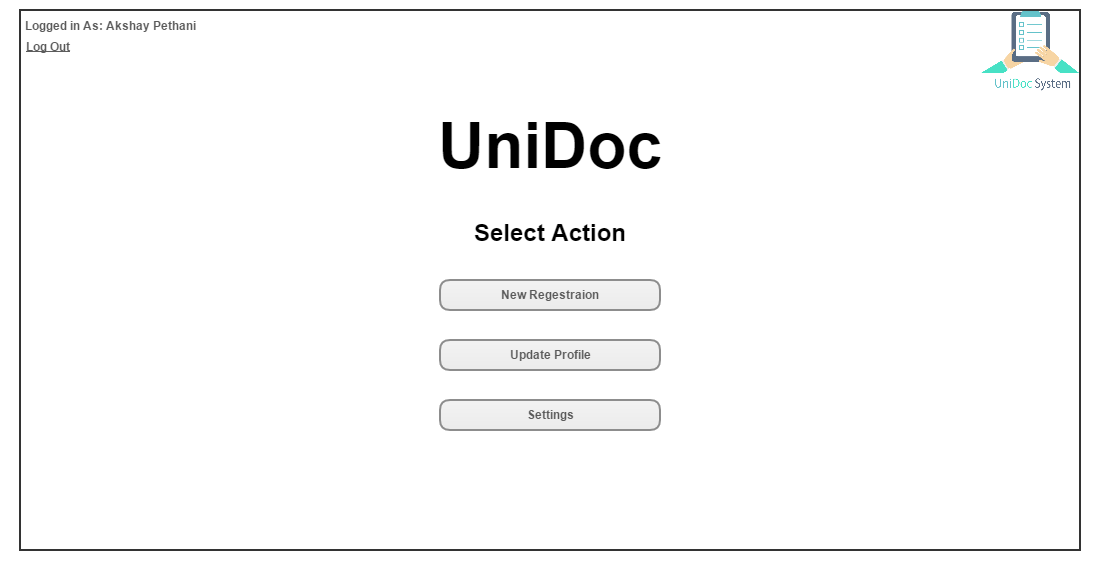 Logged in As: Akshay Pethani
Log Out
UniDoc System
UniDoc
Select Action
New Regestraion
Update Profile
Settings